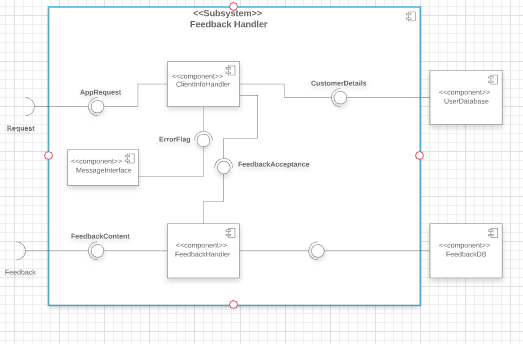 <<Subsystem>>
Feedback Handler
<<component>>
ClientInfoHandler
AppRequest
CustomerDetails
<<component>>
UserDatabase
Request
ErrorFlag
<<component>>
MessageInterface
FeedbackAcceptance
FeedbackContent
<<component>>
FeedbackHandler
<<component>>
FeedbackDB
Feedback